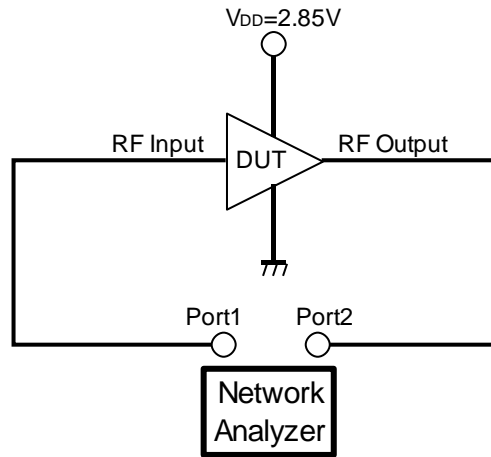 VDD=2.85V
RF Input
DUT
RF Output
Port1
Port2
Network
Analyzer